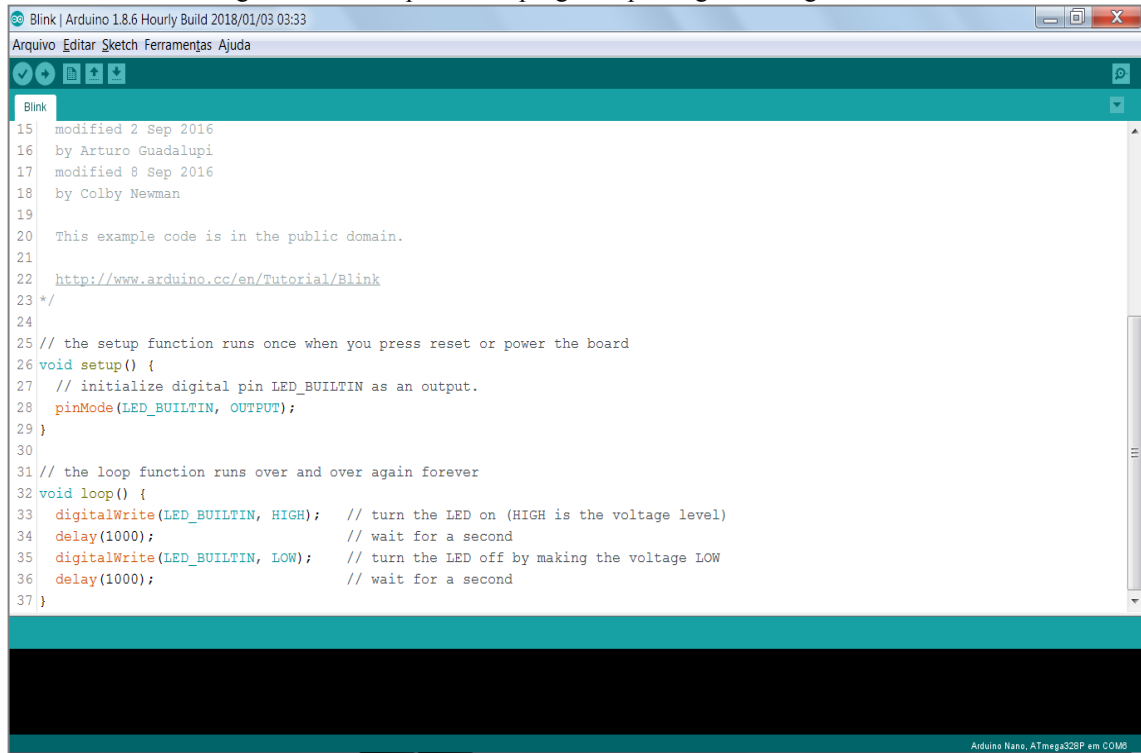 Blink | Arduino 1.8.6 Hourly Build 2018/01/03 03:33
Arquivo Editar Sketch Ferramentas Ajuda
Blink
15 modified 2 Sep 2016
16 by Arturo Guadalupi
17 modified 8 Sep 2016
18 by Colby Newman
19
20 This example code is in the public domain.
21
22 http://www.arduino.cc/en/Tutorial/Blink
23 */
24
25 // the setup function runs once when you press reset or power the board
26 void setup() {
27 // initialize digital pin LED_BUILTIN as an output.
28 pinMode(LED_BUILTIN, OUTPUT);
29 }
30
31 // the loop function runs over and over again forever
32 void loop() {
33 digitalWrite(LED_BUILTIN, HIGH); // turn the LED on (HIGH is the voltage level)
34 delay(1000); // wait for a second
35 digitalWrite(LED_BUILTIN, LOW); // turn the LED off by making the voltage LOW
36 delay(1000); // wait for a second
37 }
Arduino Nano, ATmega328P em COM6